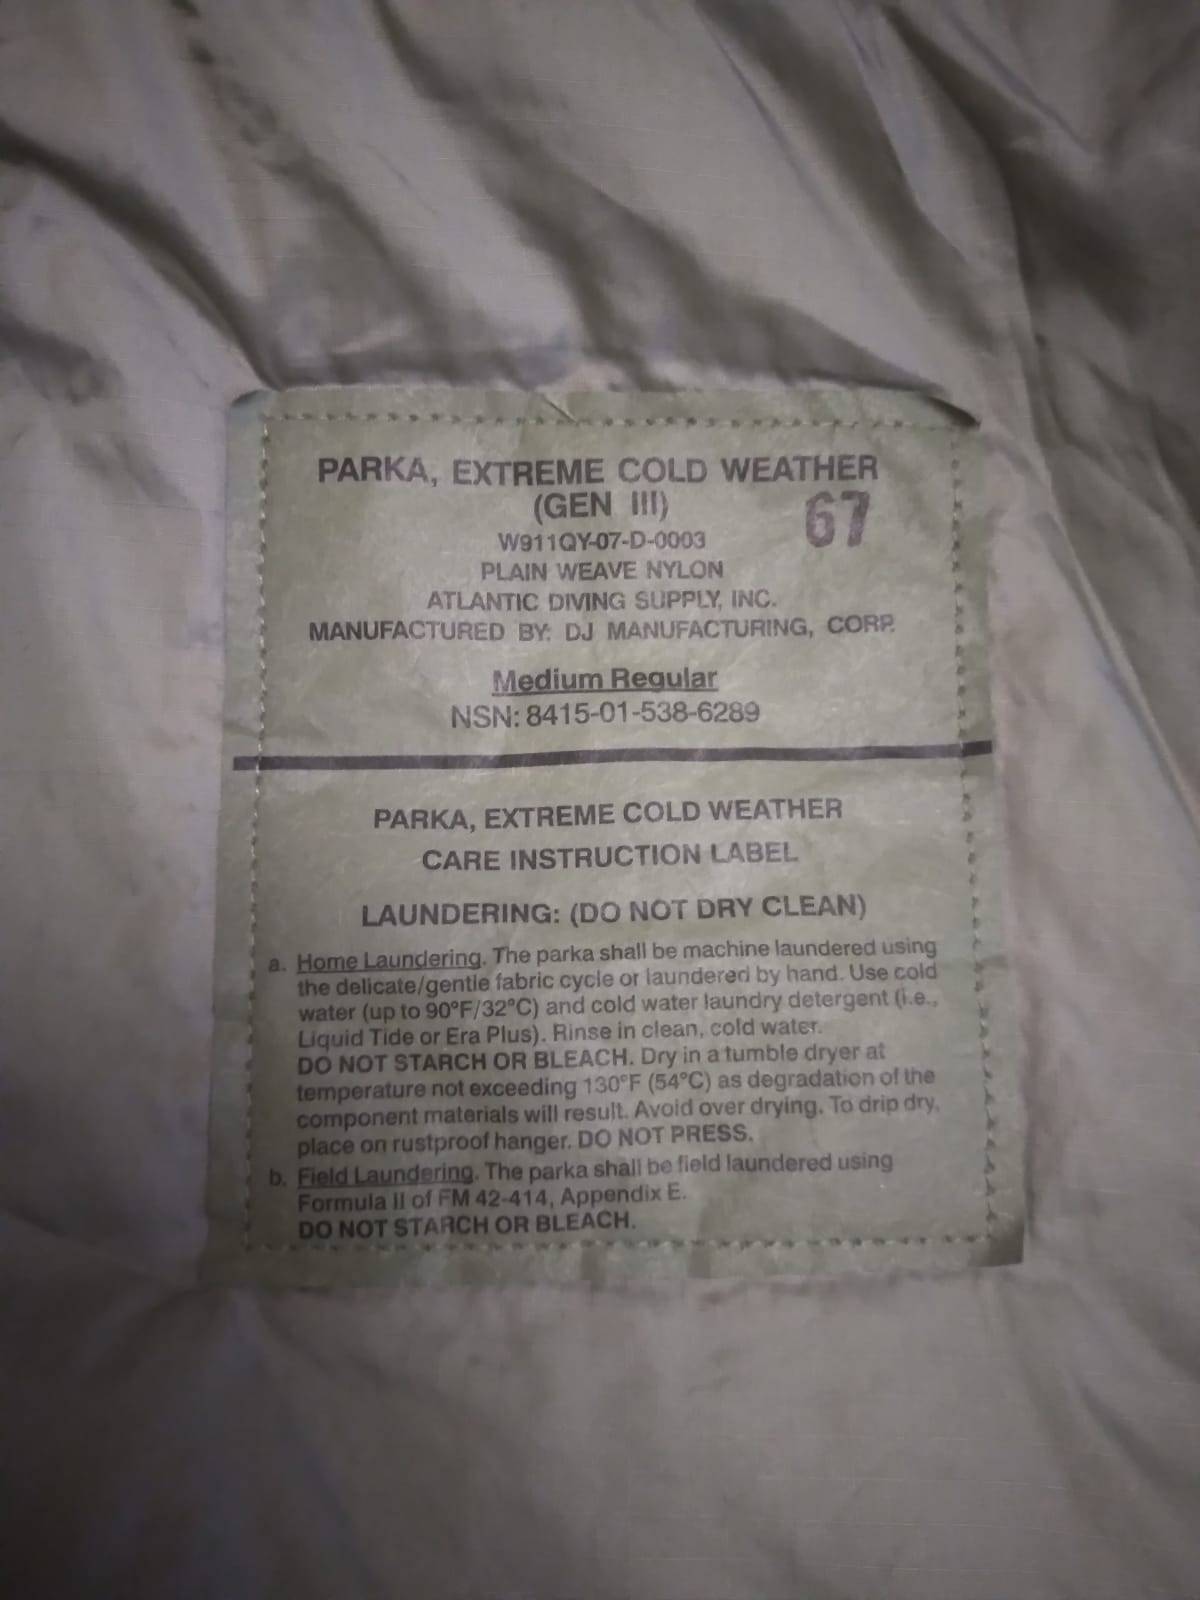 PARKA, EXTREME COLD WEATHER
(GEN III)
67
W911QY-07-D-0003
PLAIN WEAVE NYLON
ATLANTIC DIVING SUPPLY, INC.
MANUFACTURED BY: DJ MANUFACTURING, CORP.
Medium Regular
NSN: 8415-01-538-6289
PARKA, EXTREME COLD WEATHER
CARE INSTRUCTION LABEL
LAUNDERING: (DO NOT DRY CLEAN)
a. Home Laundering. The parka shall be machine laundered using
the delicate/gentle fabric cycle or laundered by hand. Use cold
water (up to 90°F/32°C) and cold water laundry detergent (i.e.,
Liquid Tide or Era Plus). Rinse in clean, cold water.
DO NOT STARCH OR BLEACH. Dry in a tumble dryer at
temperature not exceeding 130°F (54°C) as degradation of the
component materials will result. Avoid over drying. To drip dry,
place on rustproof hanger. DO NOT PRESS.
b. Field Laundering. The parka shall be field laundered using
Formula II of FM 42-414, Appendix E.
DO NOT STARCH OR BLEACH.